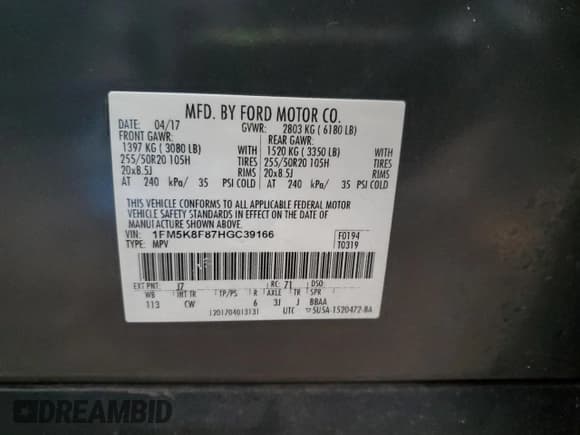 MFD. BY FORD MOTOR CO.
DATE: 04/17 GVWR: 2803 KG ( 6180 LB)
FRONT GAWR: REAR GAWR:
1397 KG ( 3080 LB) WITH 1520 KG ( 3350 LB) WITH
255/50R20 105H TIRES 255/50R20 105H TIRES
20x8.5J RIMS 20x8.5J RIMS
AT 240 kPa/ 35 PSI COLD AT 240 kPa/ 35 PSI COLD
THIS VEHICLE CONFORMS TO ALL APPLICABLE FEDERAL MOTOR
VEHICLE SAFETY STANDARDS IN EFFECT ON THE DATE OF
MANUFACTURE SHOWN ABOVE.
VIN: 1FM5K8F87HGC39166 F0194
TYPE: MPV T0319
EXT PNT: J7 RC: 71 DSO:
WB INT TR TP/PS R AXLE TR SPR
113 CW 6 3J J BBAA
120170401313 UTC 5U5A-1520472-BA
DREAMBID